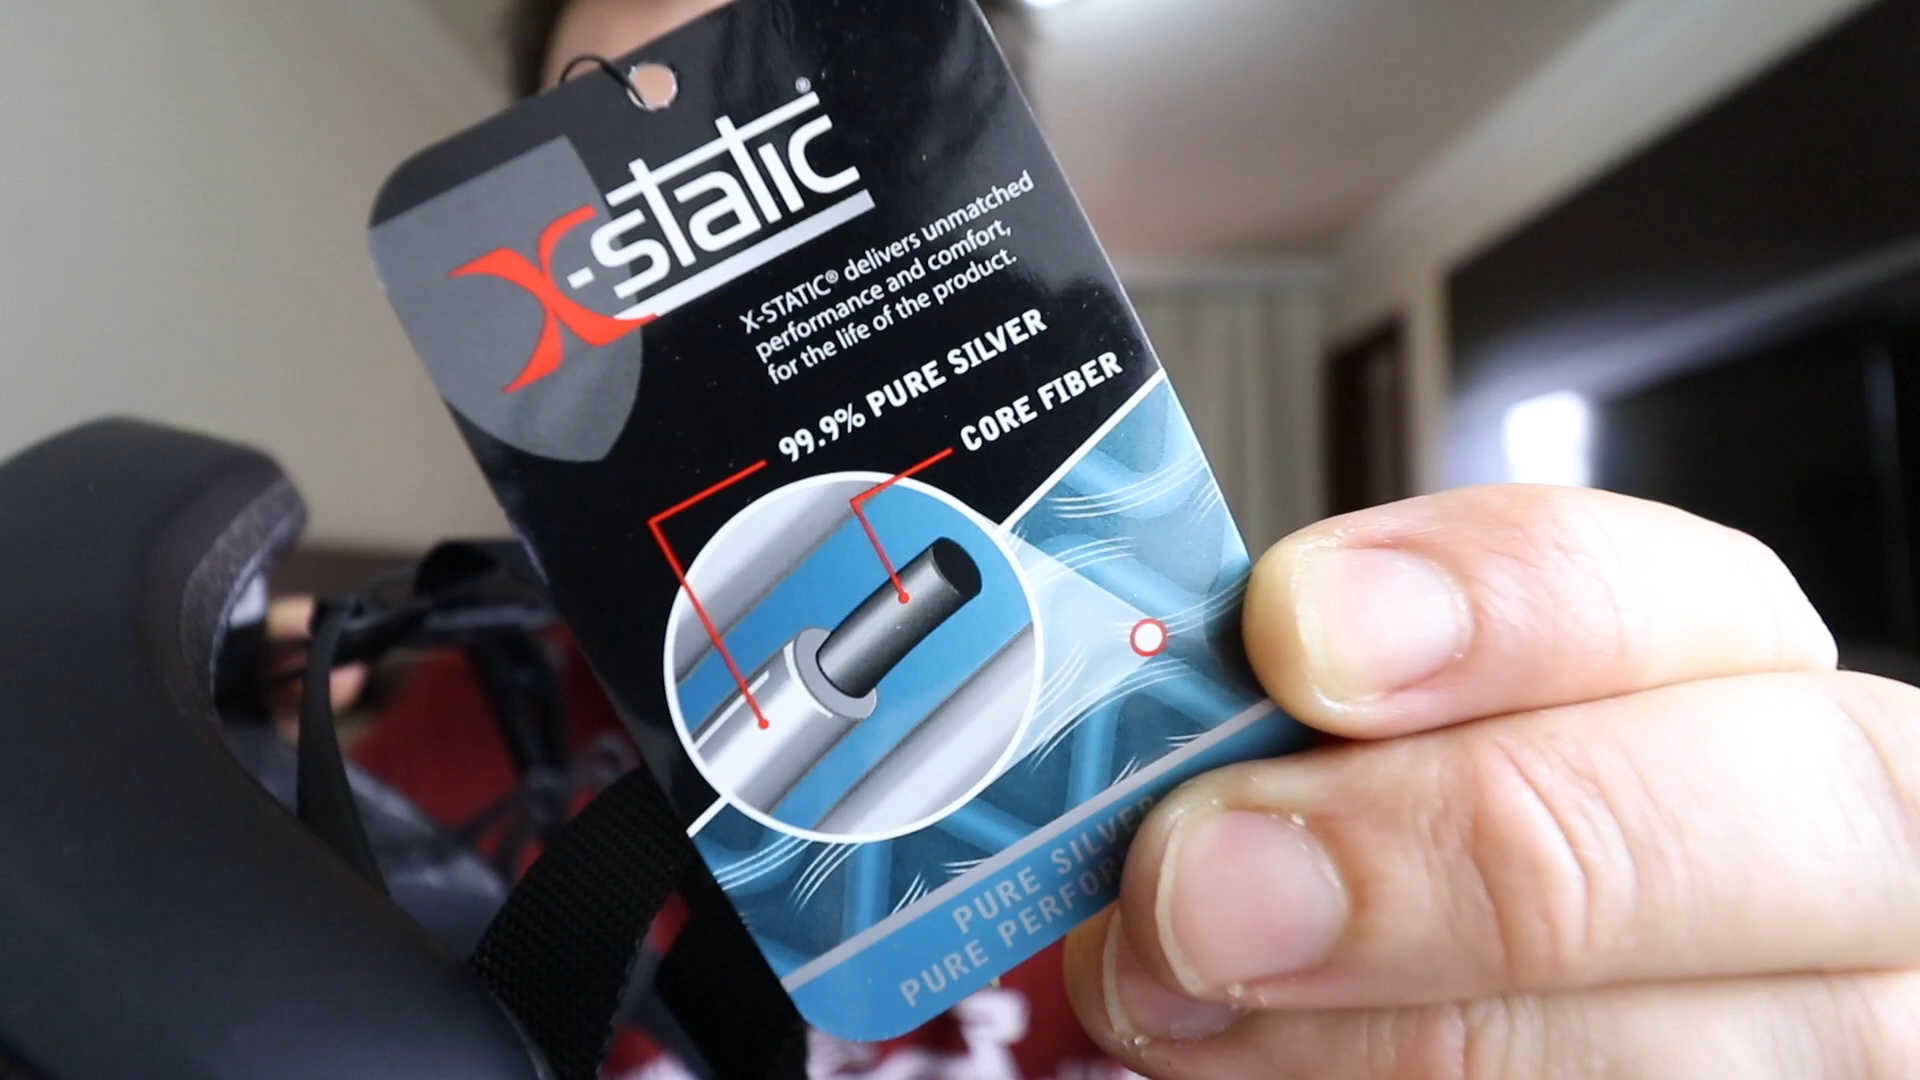 X-static®
X-STATIC® delivers unmatched
performance and comfort,
for the life of the product.
99.9% PURE SILVER
CORE FIBER
PURE SILVER
PURE